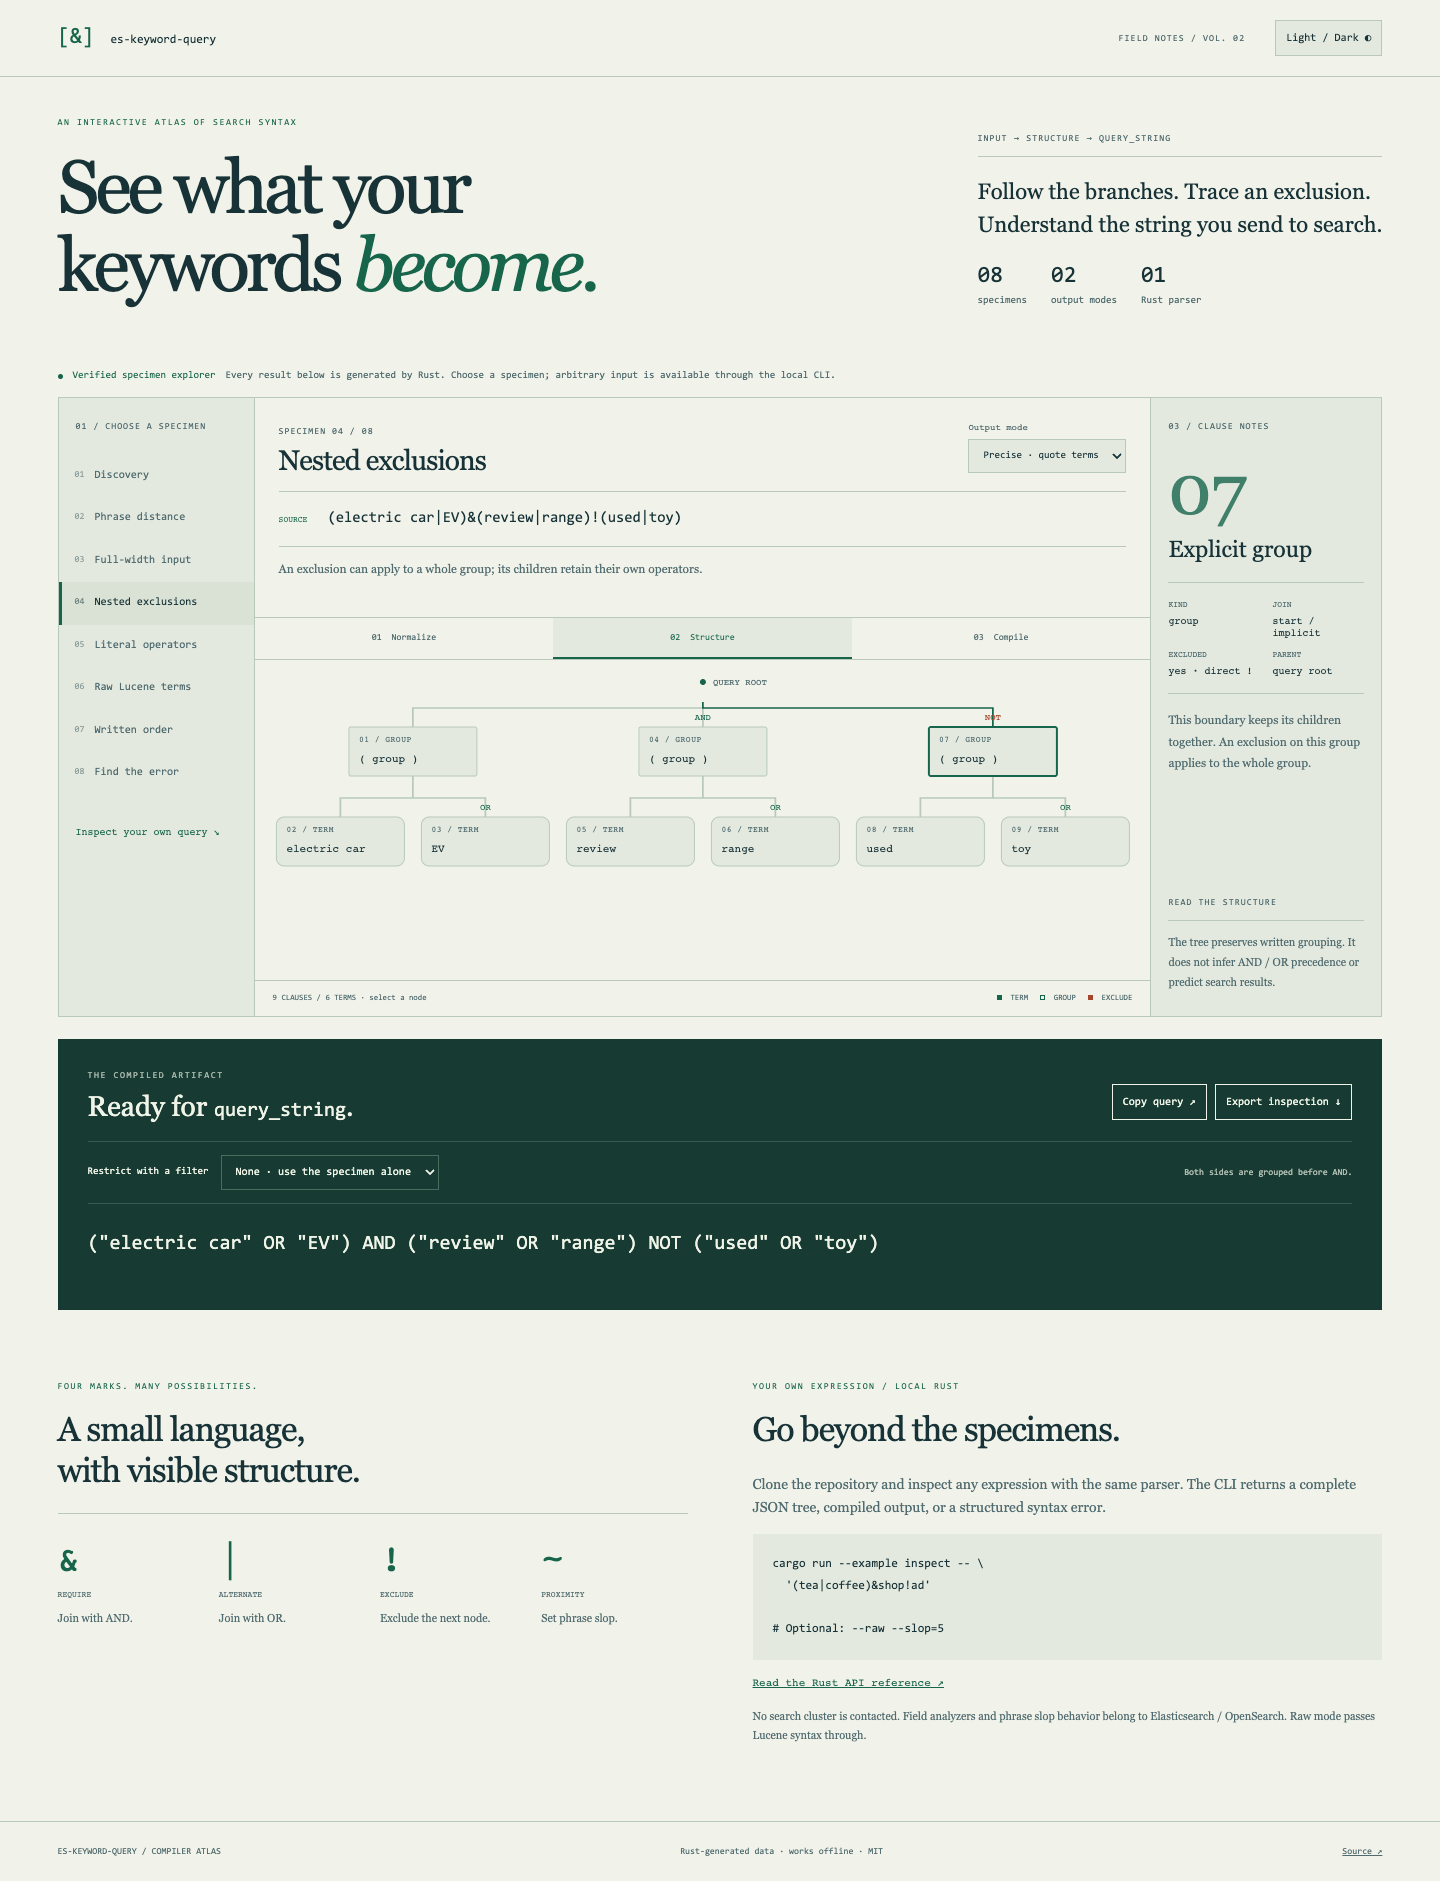 [&] es-keyword-query
FIELD NOTES / VOL. 02
Light / Dark ◐
AN INTERACTIVE ATLAS OF SEARCH SYNTAX
See what your
keywords become.
INPUT → STRUCTURE → QUERY_STRING
Follow the branches. Trace an exclusion.
Understand the string you send to search.
08 02 01
specimens output modes Rust parser
● Verified specimen explorer Every result below is generated by Rust. Choose a specimen; arbitrary input is available through the local CLI.
01 / CHOOSE A SPECIMEN
01 Discovery
02 Phrase distance
03 Full-width input
04 Nested exclusions
05 Literal operators
06 Raw Lucene terms
07 Written order
08 Find the error
Inspect your own query ↘
SPECIMEN 04 / 08
Nested exclusions
Output mode
Precise · quote terms
SOURCE (electric car|EV)&(review|range)!(used|toy)
An exclusion can apply to a whole group; its children retain their own operators.
01 Normalize
02 Structure
03 Compile
QUERY ROOT
AND
NOT
01 / GROUP
( group )
04 / GROUP
( group )
07 / GROUP
( group )
OR
OR
OR
02 / TERM
electric car
03 / TERM
EV
05 / TERM
review
06 / TERM
range
08 / TERM
used
09 / TERM
toy
9 CLAUSES / 6 TERMS · select a node
TERM GROUP EXCLUDE
03 / CLAUSE NOTES
07
Explicit group
KIND JOIN
group start /
implicit
EXCLUDED PARENT
yes · direct ! query root
This boundary keeps its children
together. An exclusion on this group
applies to the whole group.
READ THE STRUCTURE
The tree preserves written grouping. It
does not infer AND / OR precedence or
predict search results.
THE COMPILED ARTIFACT
Ready for query_string.
Copy query ↗
Export inspection ↓
Restrict with a filter
None · use the specimen alone
Both sides are grouped before AND.
("electric car" OR "EV") AND ("review" OR "range") NOT ("used" OR "toy")
FOUR MARKS. MANY POSSIBILITIES.
A small language,
with visible structure.
& | ! ~
REQUIRE ALTERNATE EXCLUDE PROXIMITY
Join with AND. Join with OR. Exclude the next node. Set phrase slop.
YOUR OWN EXPRESSION / LOCAL RUST
Go beyond the specimens.
Clone the repository and inspect any expression with the same parser. The CLI returns a complete
JSON tree, compiled output, or a structured syntax error.
cargo run --example inspect -- \
'(tea|coffee)&shop!ad'
# Optional: --raw --slop=5
Read the Rust API reference ↗
No search cluster is contacted. Field analyzers and phrase slop behavior belong to Elasticsearch / OpenSearch. Raw mode passes
Lucene syntax through.
ES-KEYWORD-QUERY / COMPILER ATLAS
Rust-generated data · works offline · MIT
Source ↗